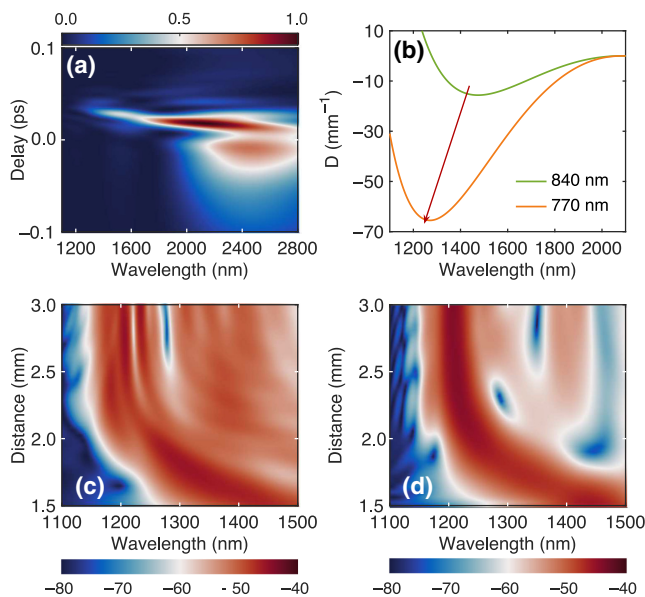 0.0 0.5 1.0
(a)
0.1
0.0
−0.1
Delay (ps)
1200 1600 2000 2400 2800
Wavelength (nm)
(b)
−10
−30
−50
−70
D (mm⁻¹)
840 nm
770 nm
1200 1400 1600 1800 2000
Wavelength (nm)
3.0
2.5
2.0
1.5
Distance (mm)
(c)
1100 1200 1300 1400 1500
Wavelength (nm)
−80 −70 - 60 −50 −40
3.0
2.5
2.0
1.5
Distance (mm)
(d)
1100 1200 1300 1400 1500
Wavelength (nm)
−80 −70 −60 −50 −40